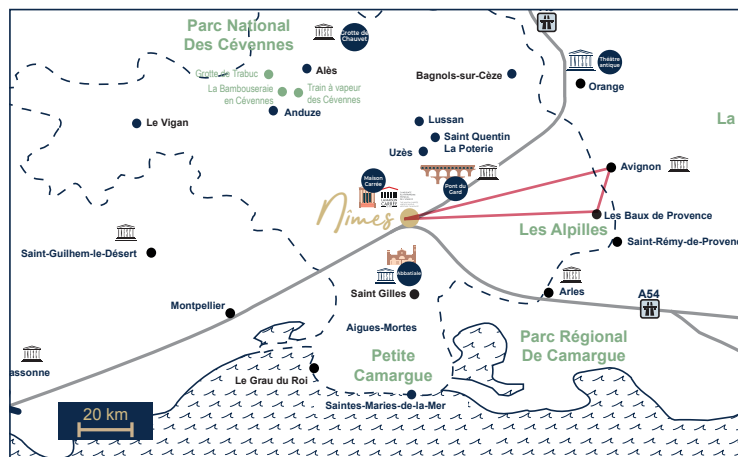 Parc National
Des Cévennes
Grotte de
Chauvet
Grotte de Trabuc
Alès
La Bambouseraie
en Cévennes
Train à vapeur
des Cévennes
Anduze
Bagnols-sur-Cèze
Théâtre
antique
Orange
Le Vigan
Lussan
Saint Quentin
La Poterie
Uzès
La
Avignon
Maison
Carrée
Pont du
Gard
Nîmes
Les Baux de Provence
Les Alpilles
Saint-Rémy-de-Provence
Saint-Guilhem-le-Désert
Abbatiale
Saint Gilles
Arles
A54
Montpellier
Aigues-Mortes
Parc Régional
De Camargue
Petite
Camargue
assonne
Le Grau du Roi
Saintes-Maries-de-la-Mer
20 km